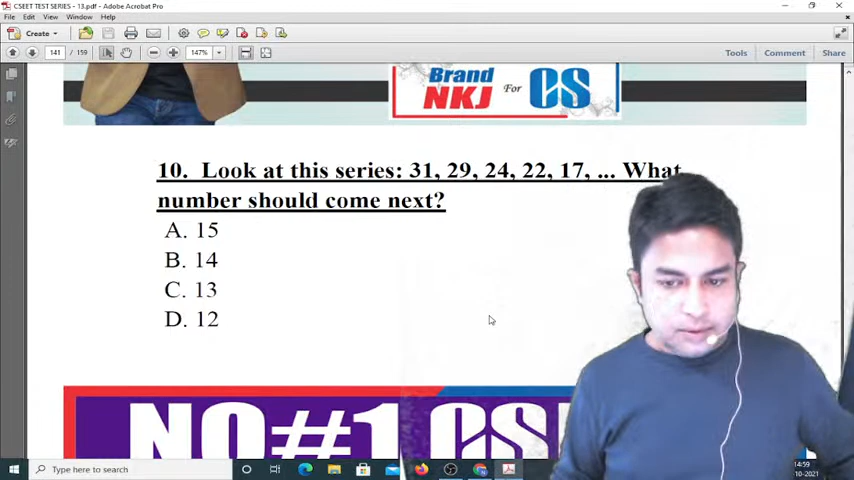 CSEET TEST SERIES - 13.pdf - Adobe Acrobat Pro
File Edit View Window Help
Create
141 / 159 147% Tools Comment Share
Brand
NKJ For CS
10. Look at this series: 31, 29, 24, 22, 17, ... What
number should come next?
A. 15
B. 14
C. 13
D. 12
NO#1 CS
Type here to search
14:59
10-2021